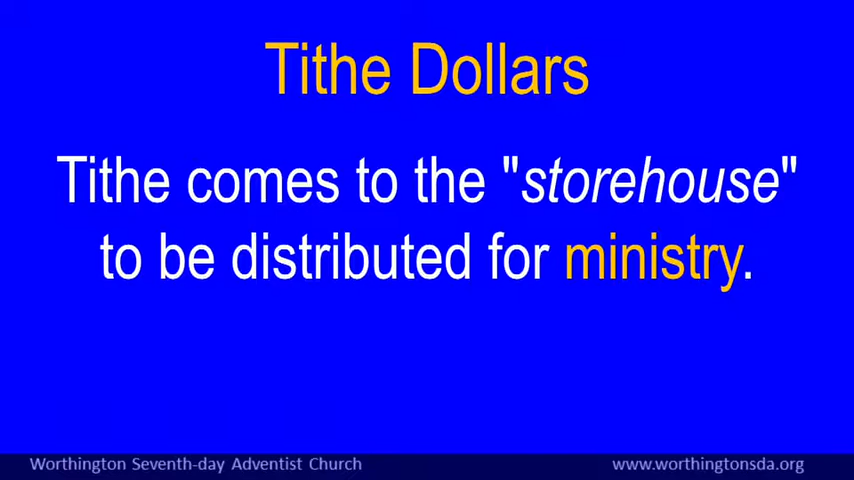 Tithe Dollars
Tithe comes to the "storehouse"
to be distributed for ministry.
Worthington Seventh-day Adventist Church
www.worthingtonsda.org